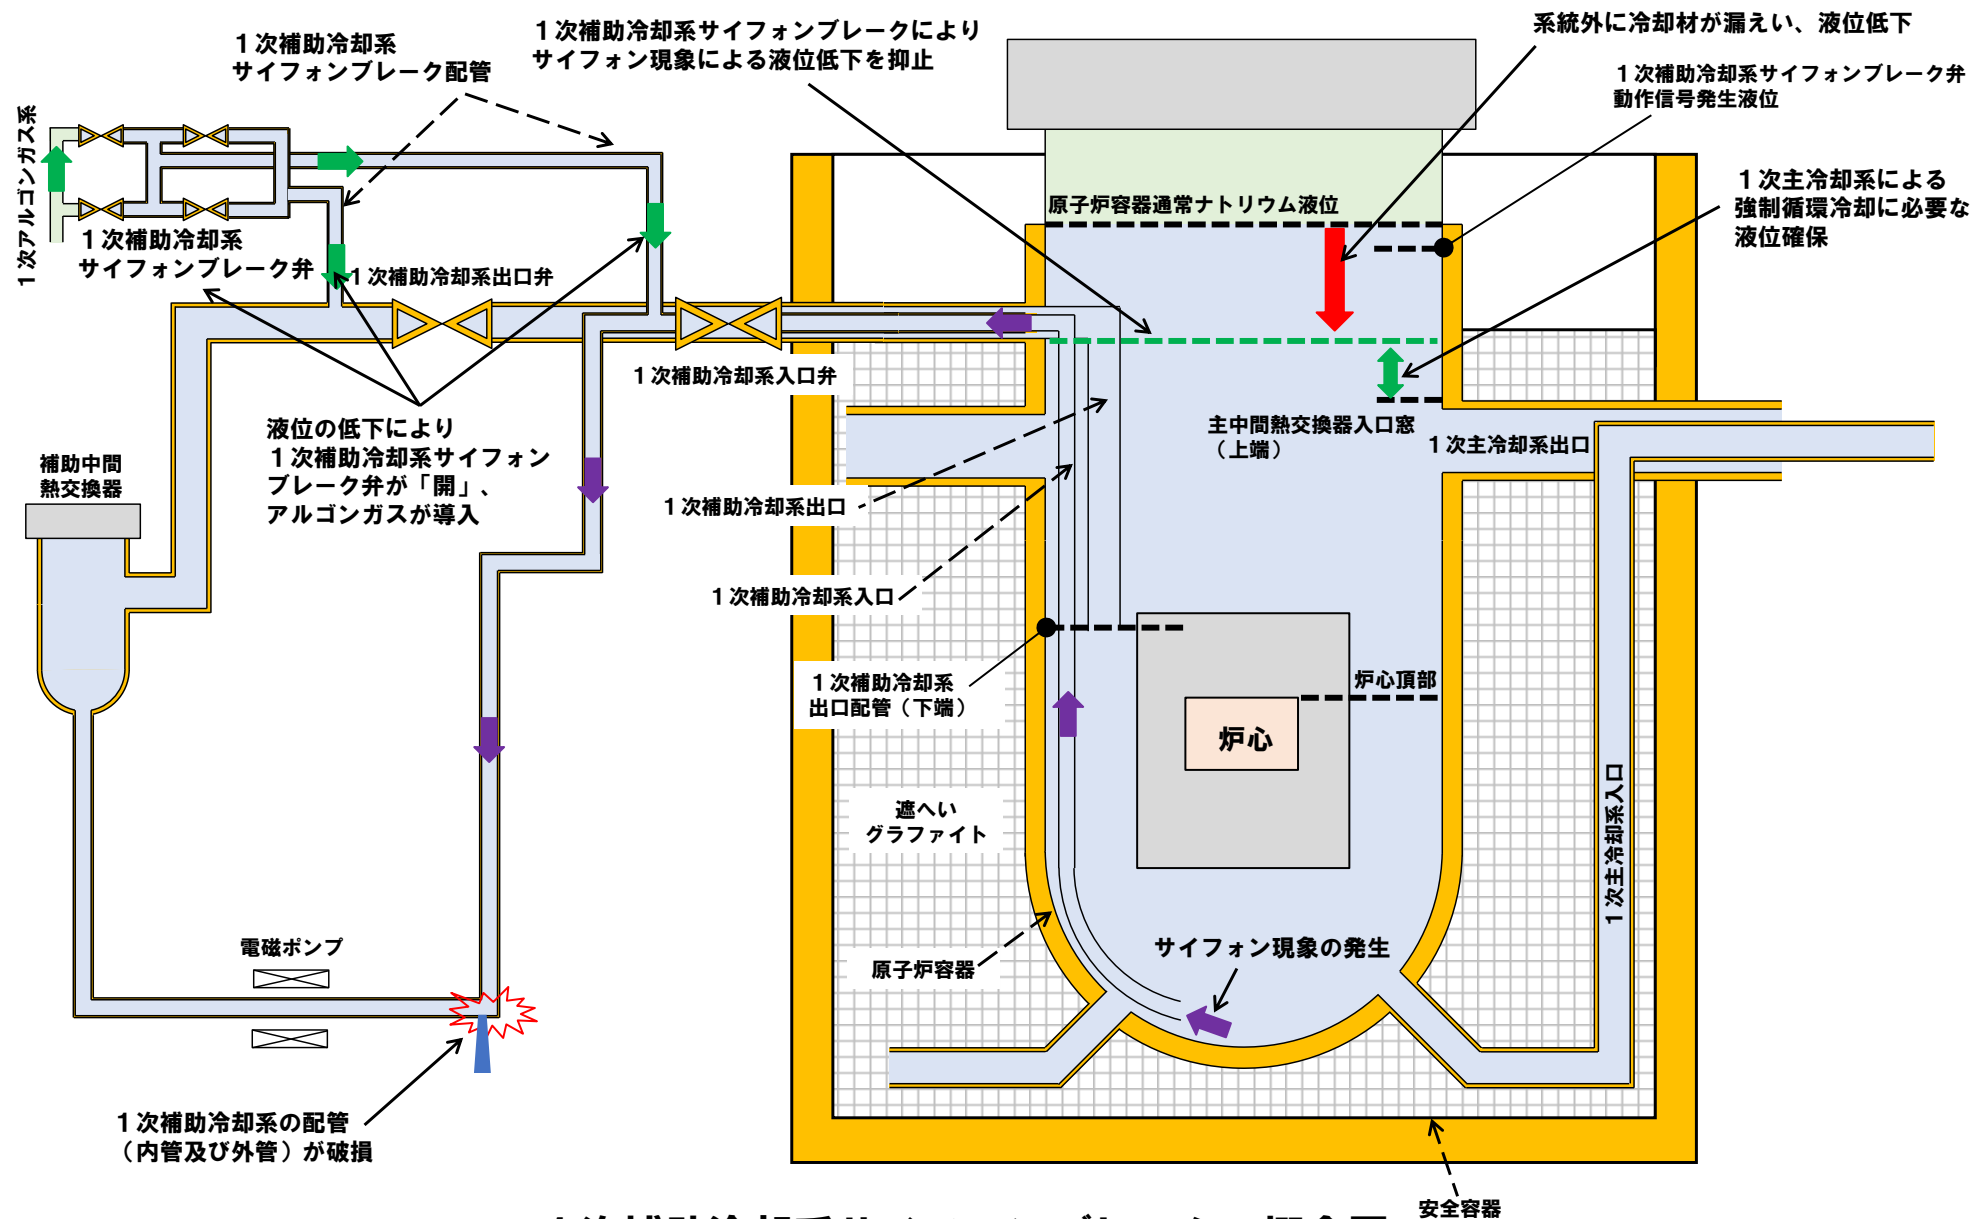 １次補助冷却系
サイフォンブレーク配管
１次補助冷却系サイフォンブレークにより
サイフォン現象による液位低下を抑止
系統外に冷却材が漏えい、液位低下
１次補助冷却系サイフォンブレーク弁
動作信号発生液位
１次アルゴンガス系
１次主冷却系による
強制循環冷却に必要な
液位確保
原子炉容器通常ナトリウム液位
１次補助冷却系
サイフォンブレーク弁
１次補助冷却系出口弁
１次補助冷却系入口弁
液位の低下により
１次補助冷却系サイフォン
ブレーク弁が「開」、
アルゴンガスが導入
主中間熱交換器入口窓
（上端）
１次主冷却系出口
補助中間
熱交換器
１次補助冷却系出口
１次補助冷却系入口
１次補助冷却系
出口配管（下端）
炉心頂部
炉心
遮へい
グラファイト
１次主冷却系入口
電磁ポンプ
原子炉容器
サイフォン現象の発生
１次補助冷却系の配管
（内管及び外管）が破損
安全容器